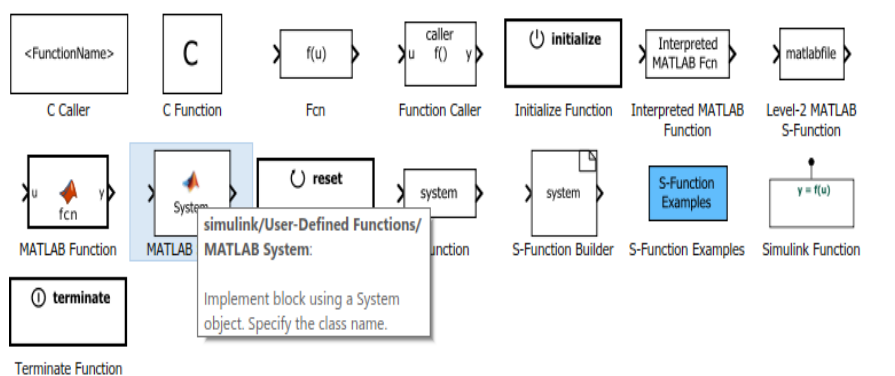 <FunctionName>
C Caller
C
C Function
f(u)
Fcn
caller
u f() y
Function Caller
initialize
Initialize Function
Interpreted
MATLAB Fcn
Interpreted MATLAB
Function
matlabfile
Level-2 MATLAB
S-Function
u y
fcn
MATLAB Function
System
MATLAB
reset
system
unction
system
S-Function Builder
S-Function
Examples
S-Function Examples
y = f(u)
Simulink Function
simulink/User-Defined Functions/
MATLAB System:
Implement block using a System
object. Specify the class name.
terminate
Terminate Function